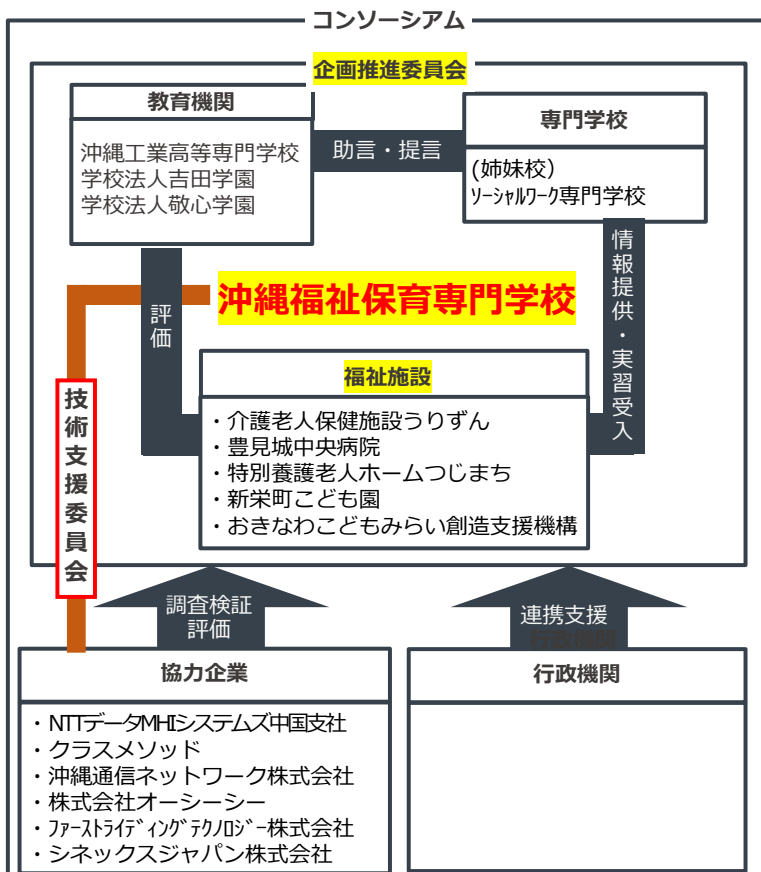 コンソーシアム
企画推進委員会
教育機関
沖縄工業高等専門学校
学校法人吉田学園
学校法人敬心学園
助言・提言
専門学校
(姉妹校)
ｿｰｼｬﾙﾜｰｸ専門学校
評価
沖縄福祉保育専門学校
情報提供・実習受入
技術支援委員会
福祉施設
・介護老人保健施設うりずん
・豊見城中央病院
・特別養護老人ホームつじまち
・新栄町こども園
・おきなわこどもみらい創造支援機構
調査検証
評価
連携支援
行政機関
協力企業
・NTTデータMHIシステムズ中国支社
・クラスメソッド
・沖縄通信ネットワーク株式会社
・株式会社オーシーシー
・ﾌｧｰｽﾄﾗｲﾃﾞｨﾝｸﾞﾃｸﾉﾛｼﾞｰ株式会社
・シネックスジャパン株式会社
行政機関